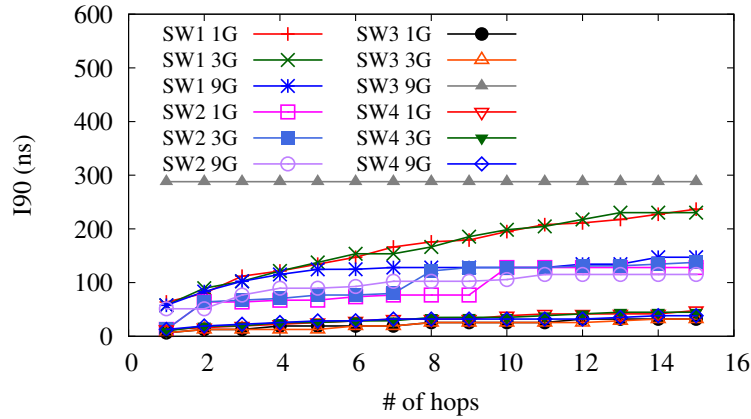 600
500
400
300
200
100
0
I90 (ns)
SW1 1G
SW1 3G
SW1 9G
SW2 1G
SW2 3G
SW2 9G
SW3 1G
SW3 3G
SW3 9G
SW4 1G
SW4 3G
SW4 9G
0 2 4 6 8 10 12 14 16
# of hops